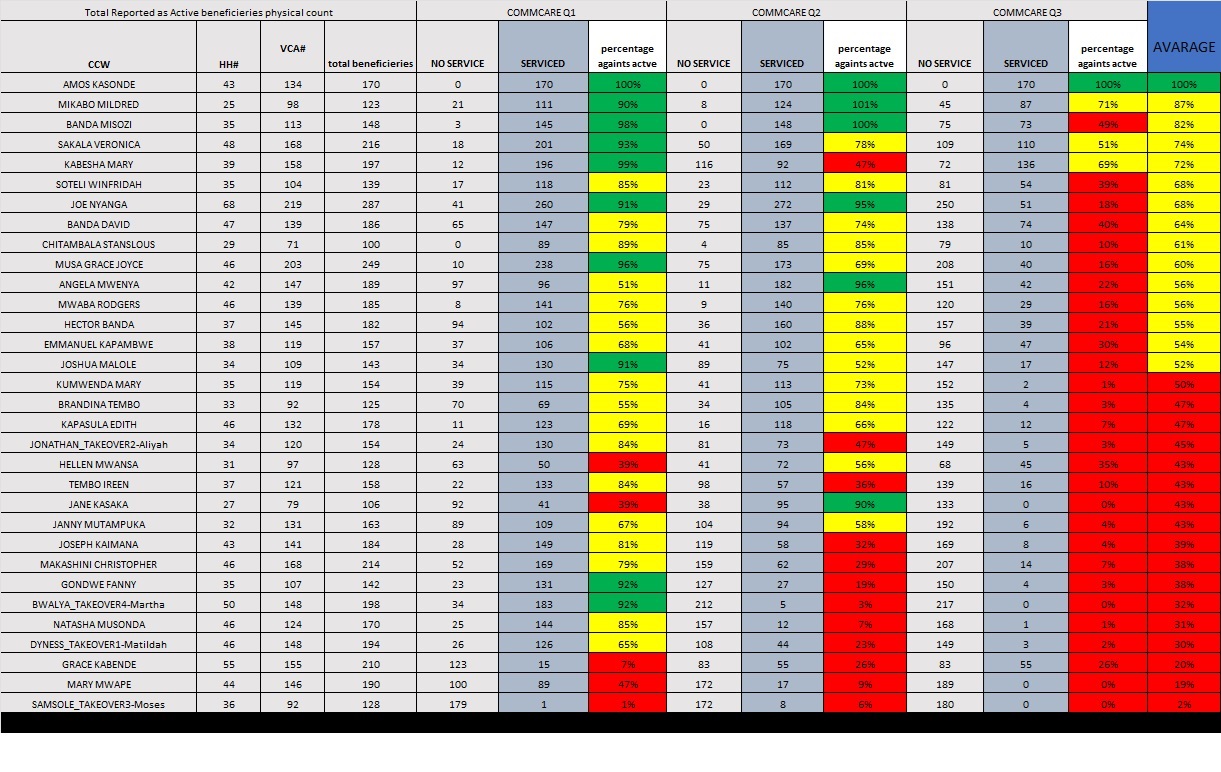 Total Reported as Active beneficieries physical count COMMCARE Q1 COMMCARE Q2 COMMCARE Q3 AVARAGE
CCW HH# VCA# total beneficieries NO SERVICE SERVICED percentage againts actve NO SERVICE SERVICED percentage againts actve NO SERVICE SERVICED percentage againts actve
AMOS KASONDE 43 134 170 0 170 100% 0 170 100% 0 170 100% 100%
MIKABO MILDRED 25 98 123 21 111 90% 8 124 101% 45 87 71% 87%
BANDA MISOZI 35 113 148 3 145 98% 0 148 100% 75 73 49% 82%
SAKALA VERONICA 48 168 216 18 201 93% 50 169 78% 109 110 51% 74%
KABESHA MARY 39 158 197 12 196 99% 116 92 47% 72 136 69% 72%
SOTELI WINFRIDAH 35 104 139 17 118 85% 23 112 81% 81 54 39% 68%
JOE NYANGA 68 219 287 41 260 91% 29 272 95% 250 51 18% 68%
BANDA DAVID 47 139 186 65 147 79% 75 137 74% 138 74 40% 64%
CHITAMBALA STANSLOUS 29 71 100 0 89 89% 4 85 85% 79 10 10% 61%
MUSA GRACE JOYCE 46 203 249 10 238 96% 75 173 69% 208 40 16% 60%
ANGELA MWENYA 42 147 189 97 96 51% 11 182 96% 151 42 22% 56%
MWABA RODGERS 46 139 185 8 141 76% 9 140 76% 120 29 16% 56%
HECTOR BANDA 37 145 182 94 102 56% 36 160 88% 157 39 21% 55%
EMMANUEL KAPAMBWE 38 119 157 37 106 68% 41 102 65% 96 47 30% 54%
JOSHUA MALOLE 34 109 143 34 130 91% 89 75 52% 147 17 12% 52%
KUMWENDA MARY 35 119 154 39 115 75% 41 113 73% 152 2 1% 50%
BRANDINA TEMBO 33 92 125 70 69 55% 34 105 84% 135 4 3% 47%
KAPASULA EDITH 46 132 178 11 123 69% 16 118 66% 122 12 7% 47%
JONATHAN_TAKEOVER2-Aliyah 34 120 154 24 130 84% 81 73 47% 149 5 3% 45%
HELLEN MWANSA 31 97 128 63 50 39% 41 72 56% 68 45 35% 43%
TEMBO IREEN 37 121 158 22 133 84% 98 57 36% 139 16 10% 43%
JANE KASAKA 27 79 106 92 41 39% 38 95 90% 133 0 0% 43%
JANNY MUTAMPUKA 32 131 163 89 109 67% 104 94 58% 192 6 4% 43%
JOSEPH KAIMANA 43 141 184 28 149 81% 119 58 32% 169 8 4% 39%
MAKASHINI CHRISTOPHER 46 168 214 52 169 79% 159 62 29% 207 14 7% 38%
GONDWE FANNY 35 107 142 23 131 92% 127 27 19% 150 4 3% 38%
BWALYA_TAKEOVER4-Martha 50 148 198 34 183 92% 212 5 3% 217 0 0% 32%
NATASHA MUSONDA 46 124 170 25 144 85% 157 12 7% 168 1 1% 31%
DYNESS_TAKEOVER1-Matildah 46 148 194 26 126 65% 108 44 23% 149 3 2% 30%
GRACE KABENDE 55 155 210 123 15 7% 83 55 26% 83 55 26% 20%
MARY MWAPE 44 146 190 100 89 47% 172 17 9% 189 0 0% 19%
SAMSOLE_TAKEOVER3-Moses 36 92 128 179 1 1% 172 8 6% 180 0 0% 2%